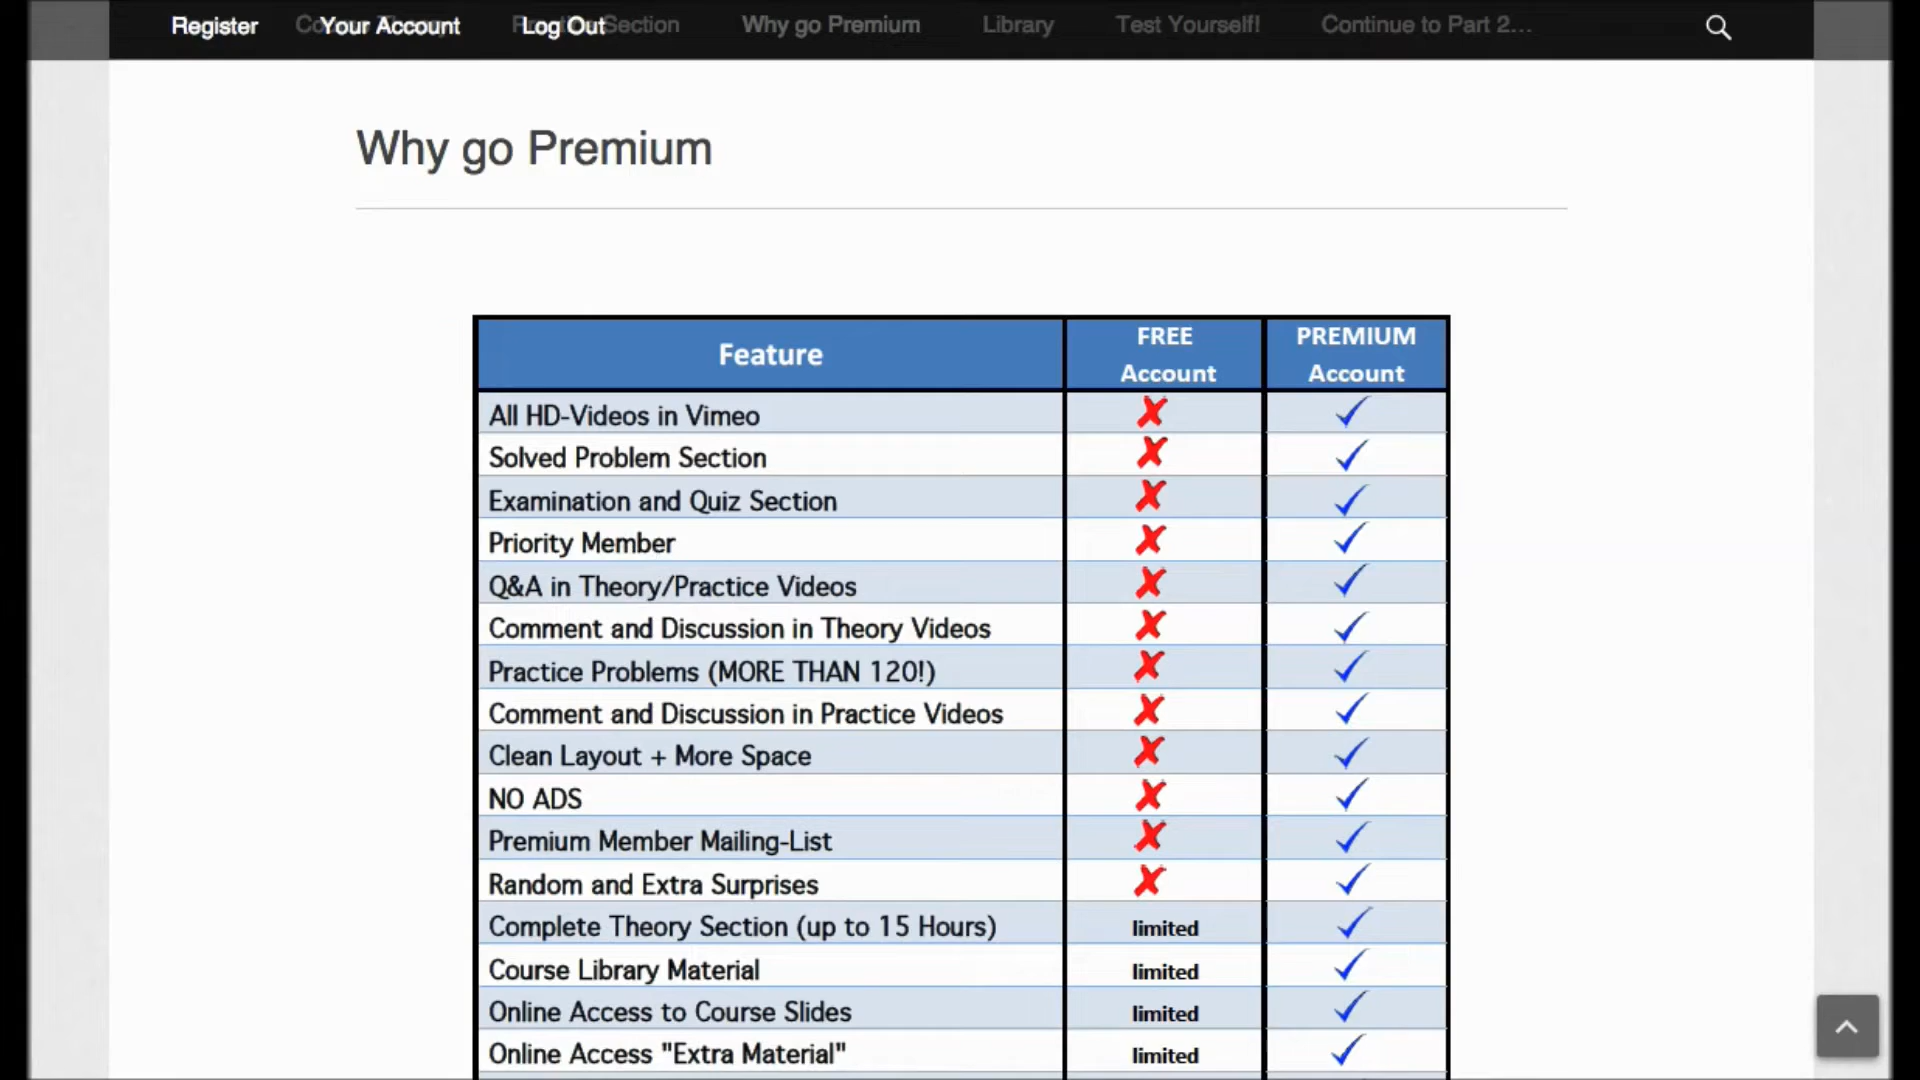 Register Your Account Log Out Section Why go Premium Library Test Yourself! Continue to Part 2...
Why go Premium
Feature FREE Account PREMIUM Account
All HD-Videos in Vimeo
Solved Problem Section
Examination and Quiz Section
Priority Member
Q&A in Theory/Practice Videos
Comment and Discussion in Theory Videos
Practice Problems (MORE THAN 120!)
Comment and Discussion in Practice Videos
Clean Layout + More Space
NO ADS
Premium Member Mailing-List
Random and Extra Surprises
Complete Theory Section (up to 15 Hours) limited
Course Library Material limited
Online Access to Course Slides limited
Online Access "Extra Material" limited